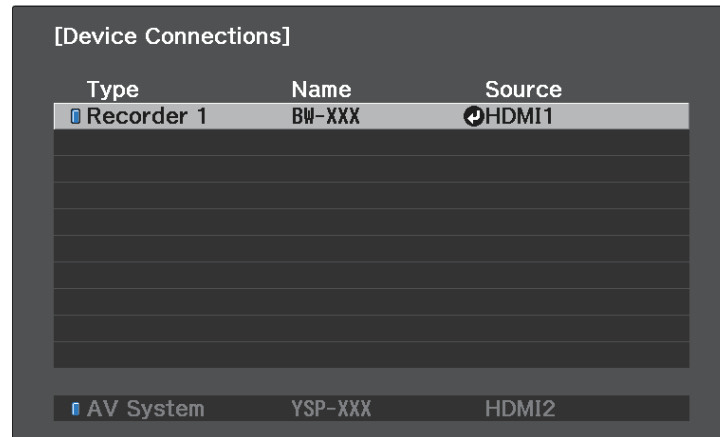 [Device Connections]
Type Name Source
Recorder 1 BW-XXX HDMI1
AV System YSP-XXX HDMI2